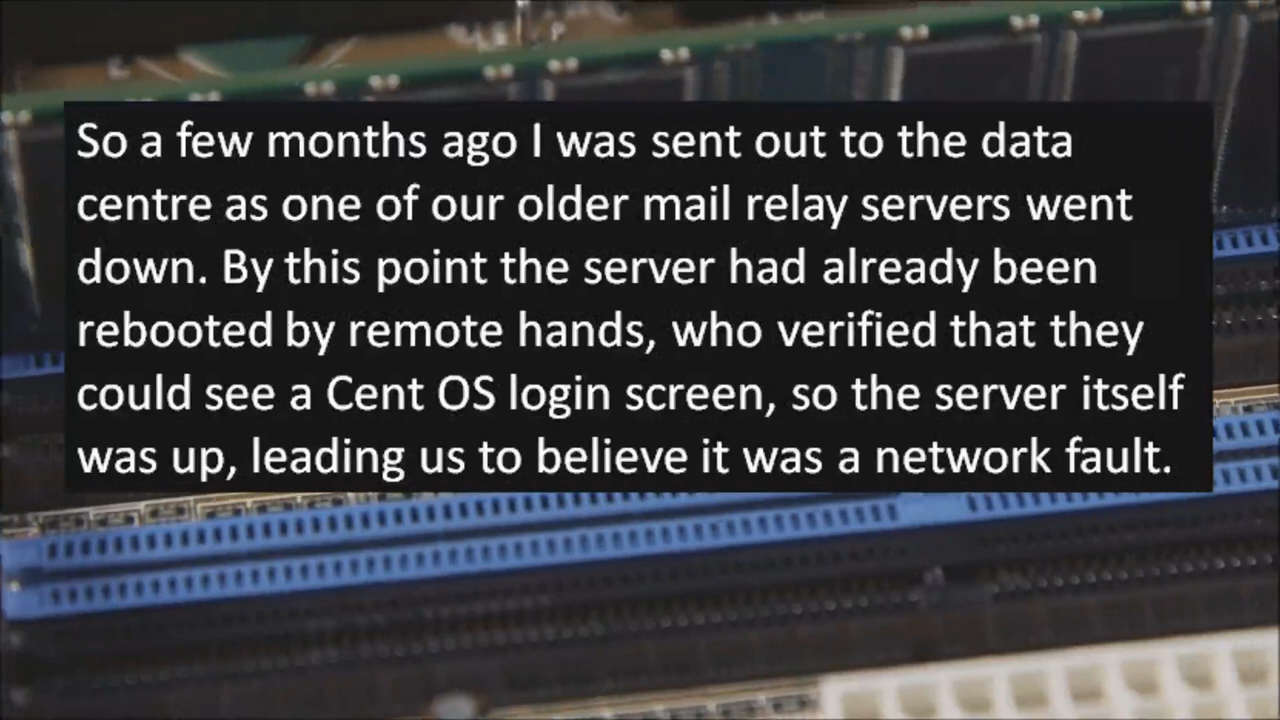 So a few months ago I was sent out to the data
centre as one of our older mail relay servers went
down. By this point the server had already been
rebooted by remote hands, who verified that they
could see a Cent OS login screen, so the server itself
was up, leading us to believe it was a network fault.